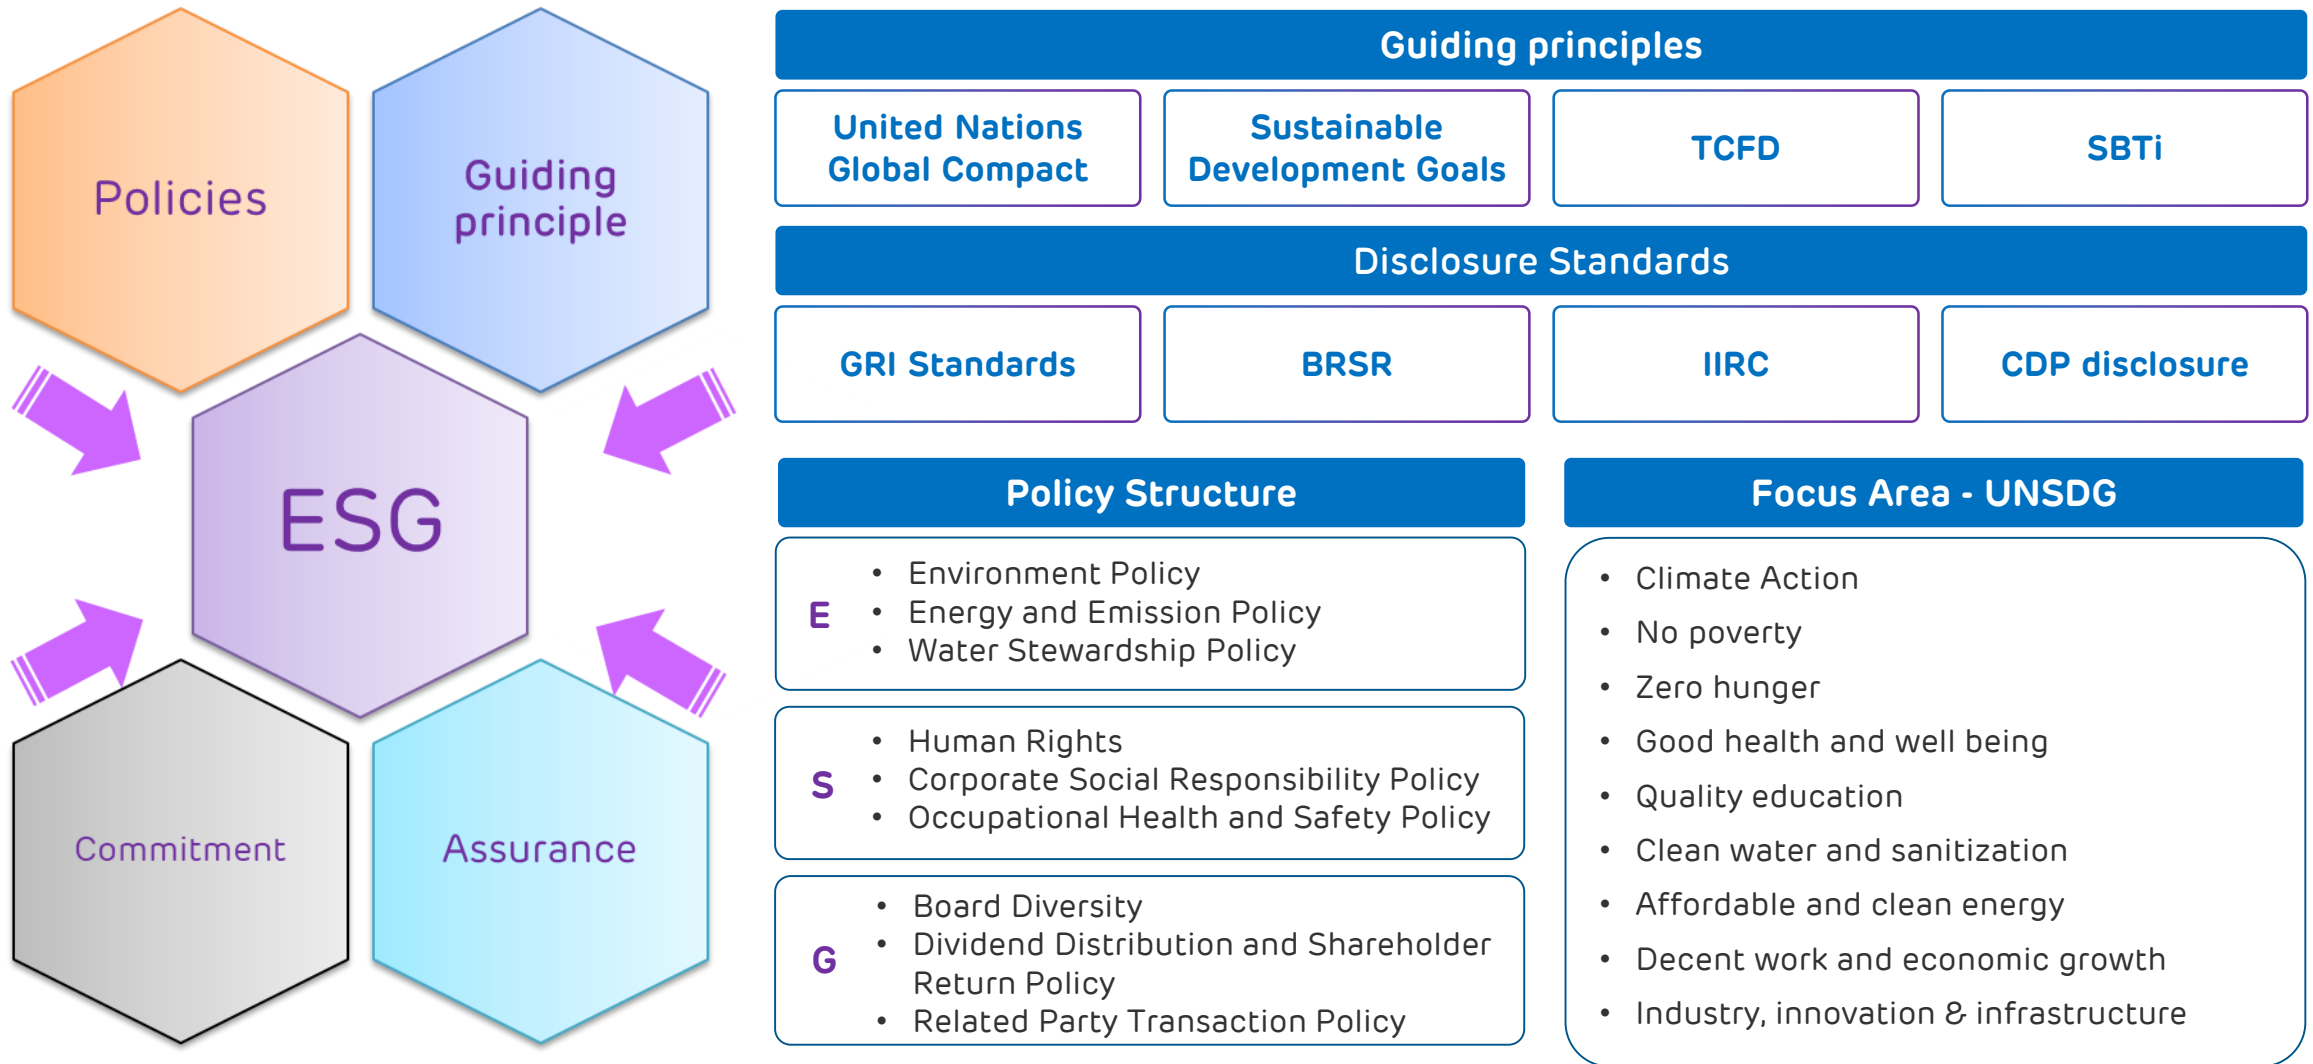 Policies
Guiding
principle
ESG
Commitment
Assurance
Guiding principles
United Nations
Global Compact
Sustainable
Development Goals
TCFD
SBTi
Disclosure Standards
GRI Standards
BRSR
IIRC
CDP disclosure
Policy Structure
E
• Environment Policy
• Energy and Emission Policy
• Water Stewardship Policy
S
• Human Rights
• Corporate Social Responsibility Policy
• Occupational Health and Safety Policy
G
• Board Diversity
• Dividend Distribution and Shareholder
Return Policy
• Related Party Transaction Policy
Focus Area - UNSDG
• Climate Action
• No poverty
• Zero hunger
• Good health and well being
• Quality education
• Clean water and sanitization
• Affordable and clean energy
• Decent work and economic growth
• Industry, innovation & infrastructure